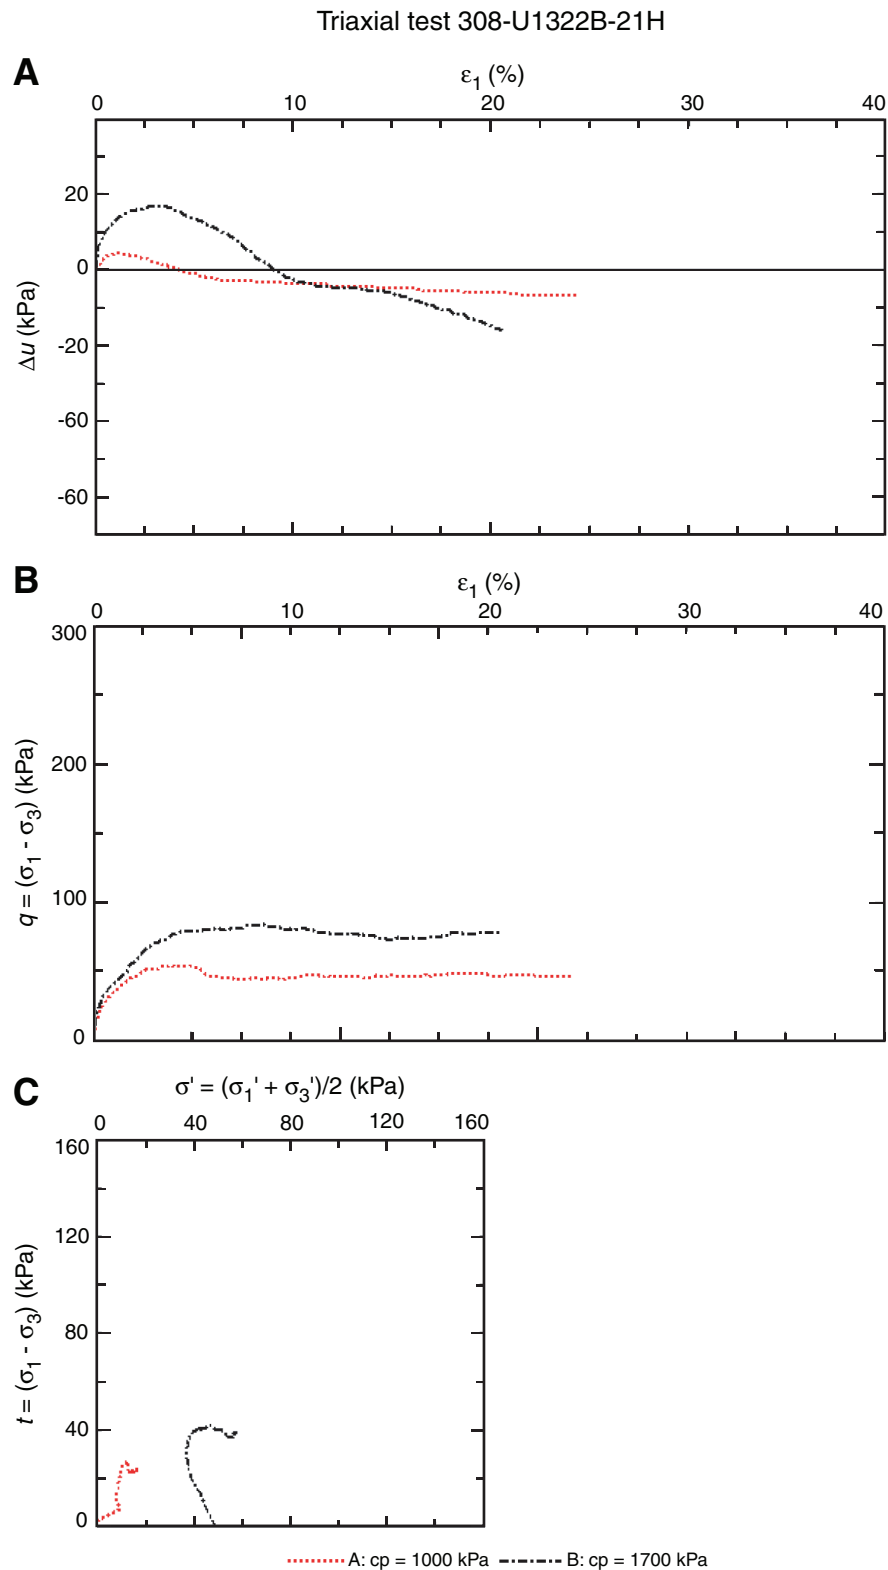 Triaxial test 308-U1322B-21H
A
ε1 (%)
0 10 20 30 40
20
0
-20
-60
-60
Δu (kPa)
B
ε1 (%)
0 10 20 30 40
300
200
100
0
q = (σ1 - σ3) (kPa)
C
σ' = (σ1' + σ3')/2 (kPa)
0 40 80 120 160
160
120
80
40
0
t = (σ1 - σ3) (kPa)
A: cp = 1000 kPa B: cp = 1700 kPa